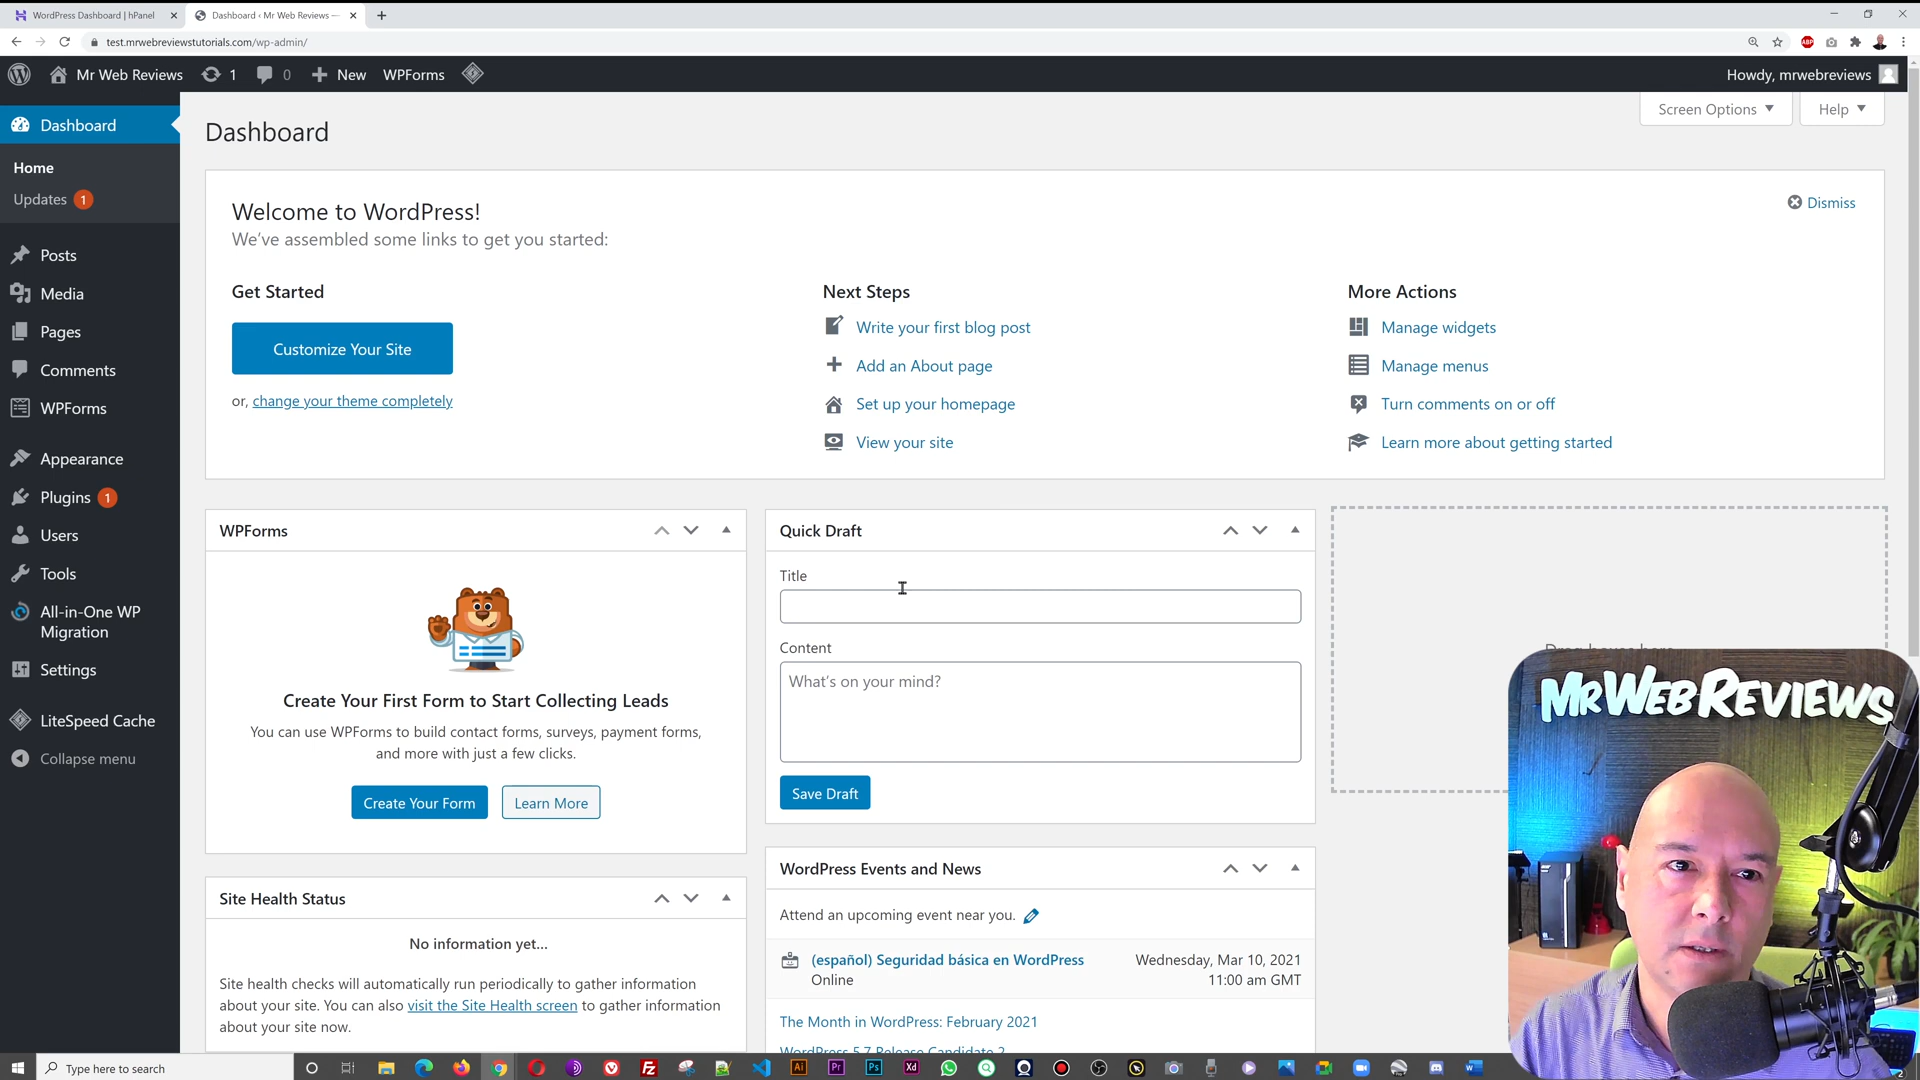 WordPress Dashboard | hPanel
Dashboard ‹ Mr Web Reviews —
test.mrwebreviewstutorials.com/wp-admin/
ABP
Mr Web Reviews 1 0 New WPForms
Howdy, mrwebreviews
Dashboard
Home
Updates 1
Posts
Media
Pages
Comments
WPForms
Appearance
Plugins 1
Users
Tools
All-in-One WP
Migration
Settings
LiteSpeed Cache
Collapse menu
Dashboard
Screen Options
Help
Welcome to WordPress!
Dismiss
We've assembled some links to get you started:
Get Started
Customize Your Site
or, change your theme completely
Next Steps
Write your first blog post
Add an About page
Set up your homepage
View your site
More Actions
Manage widgets
Manage menus
Turn comments on or off
Learn more about getting started
WPForms
Create Your First Form to Start Collecting Leads
You can use WPForms to build contact forms, surveys, payment forms,
and more with just a few clicks.
Create Your Form
Learn More
Site Health Status
No information yet...
Site health checks will automatically run periodically to gather information
about your site. You can also visit the Site Health screen to gather information
about your site now.
Quick Draft
Title
Content
What's on your mind?
Save Draft
WordPress Events and News
Attend an upcoming event near you.
(español) Seguridad básica en WordPress
Wednesday, Mar 10, 2021
Online
11:00 am GMT
The Month in WordPress: February 2021
WordPress 5.7 Release Candidate 2
MrWebReviews
Type here to search
Ai
Pr
Ps
Xd